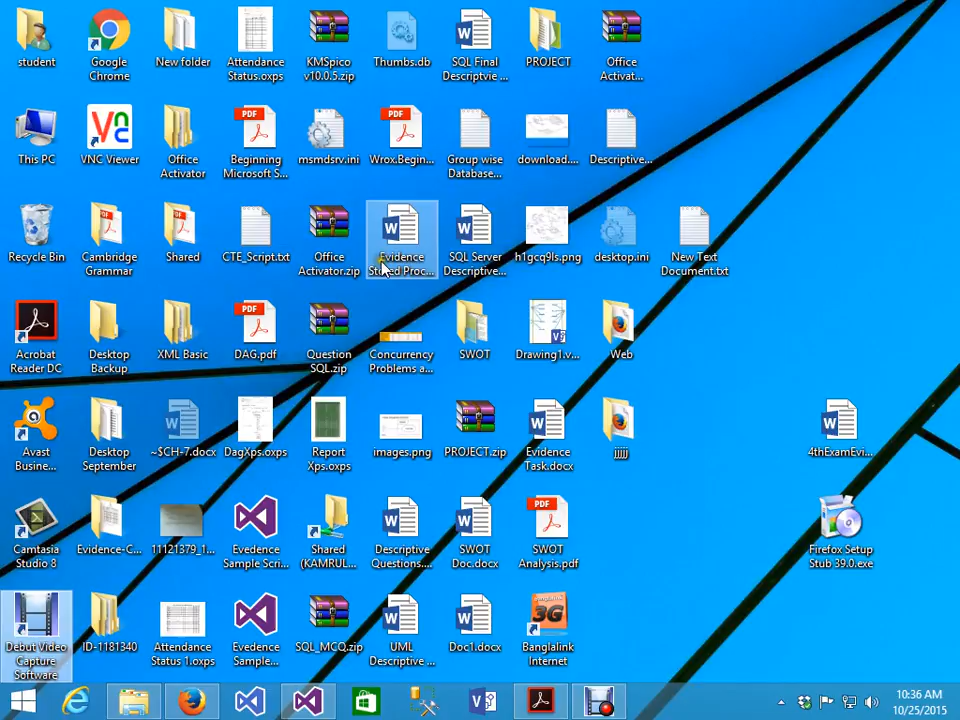 student
Google
Chrome
New folder
Attendance
Status.oxps
KMSpico
v10.0.5.zip
Thumbs.db
SQL Final
Descriptvie ...
PROJECT
Office
Activat...
This PC
VNC Viewer
Office
Activator
Beginning
Microsoft S...
msmdsrv.ini
Wrox.Begin...
Group wise
Database...
download....
Descriptive...
Recycle Bin
Cambridge
Grammar
Shared
CTE_Script.txt
Office
Activator.zip
Evidence
Stored Proc...
SQL Server
Descriptive...
h1gcq9ls.png
desktop.ini
New Text
Document.txt
Acrobat
Reader DC
Desktop
Backup
XML Basic
DAG.pdf
Question
SQL.zip
Concurrency
Problems a...
SWOT
Drawing1.v...
Web
Avast
Busine...
Desktop
September
~$CH-7.docx
DagXps.oxps
Report
Xps.oxps
images.png
PROJECT.zip
Evidence
Task.docx
jjjjj
4thExamEvi...
Camtasia
Studio 8
Evidence-C...
11121379_1...
Evedence
Sample Scri...
Shared
(KAMRUL...
Descriptive
Questions....
SWOT
Doc.docx
SWOT
Analysis.pdf
Firefox Setup
Stub 39.0.exe
Debut Video
Capture
Software
ID-1181340
Attendance
Status 1.oxps
Evedence
Sample...
SQL_MCQ.zip
UML
Descriptive ...
Doc1.docx
Banglalink
Internet
10:36 AM
10/25/2015